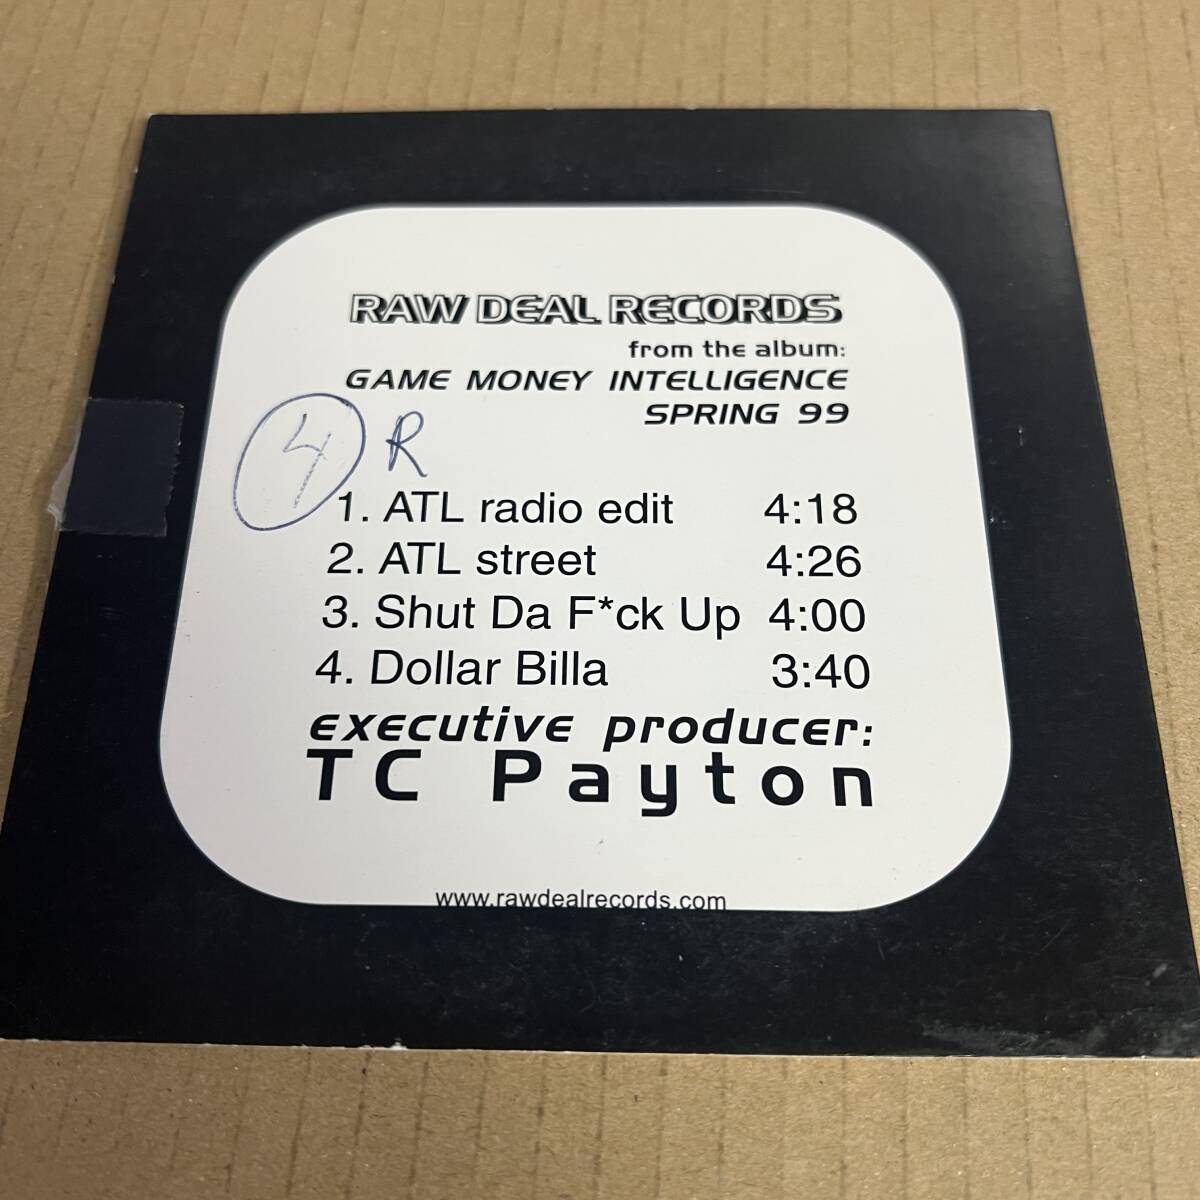 RAW DEAL RECORDS
from the album:
GAME MONEY INTELLIGENCE
SPRING 99
4 R
1. ATL radio edit 4:18
2. ATL street 4:26
3. Shut Da F*ck Up 4:00
4. Dollar Billa 3:40
executive producer:
TC Payton
www.rawdealrecords.com